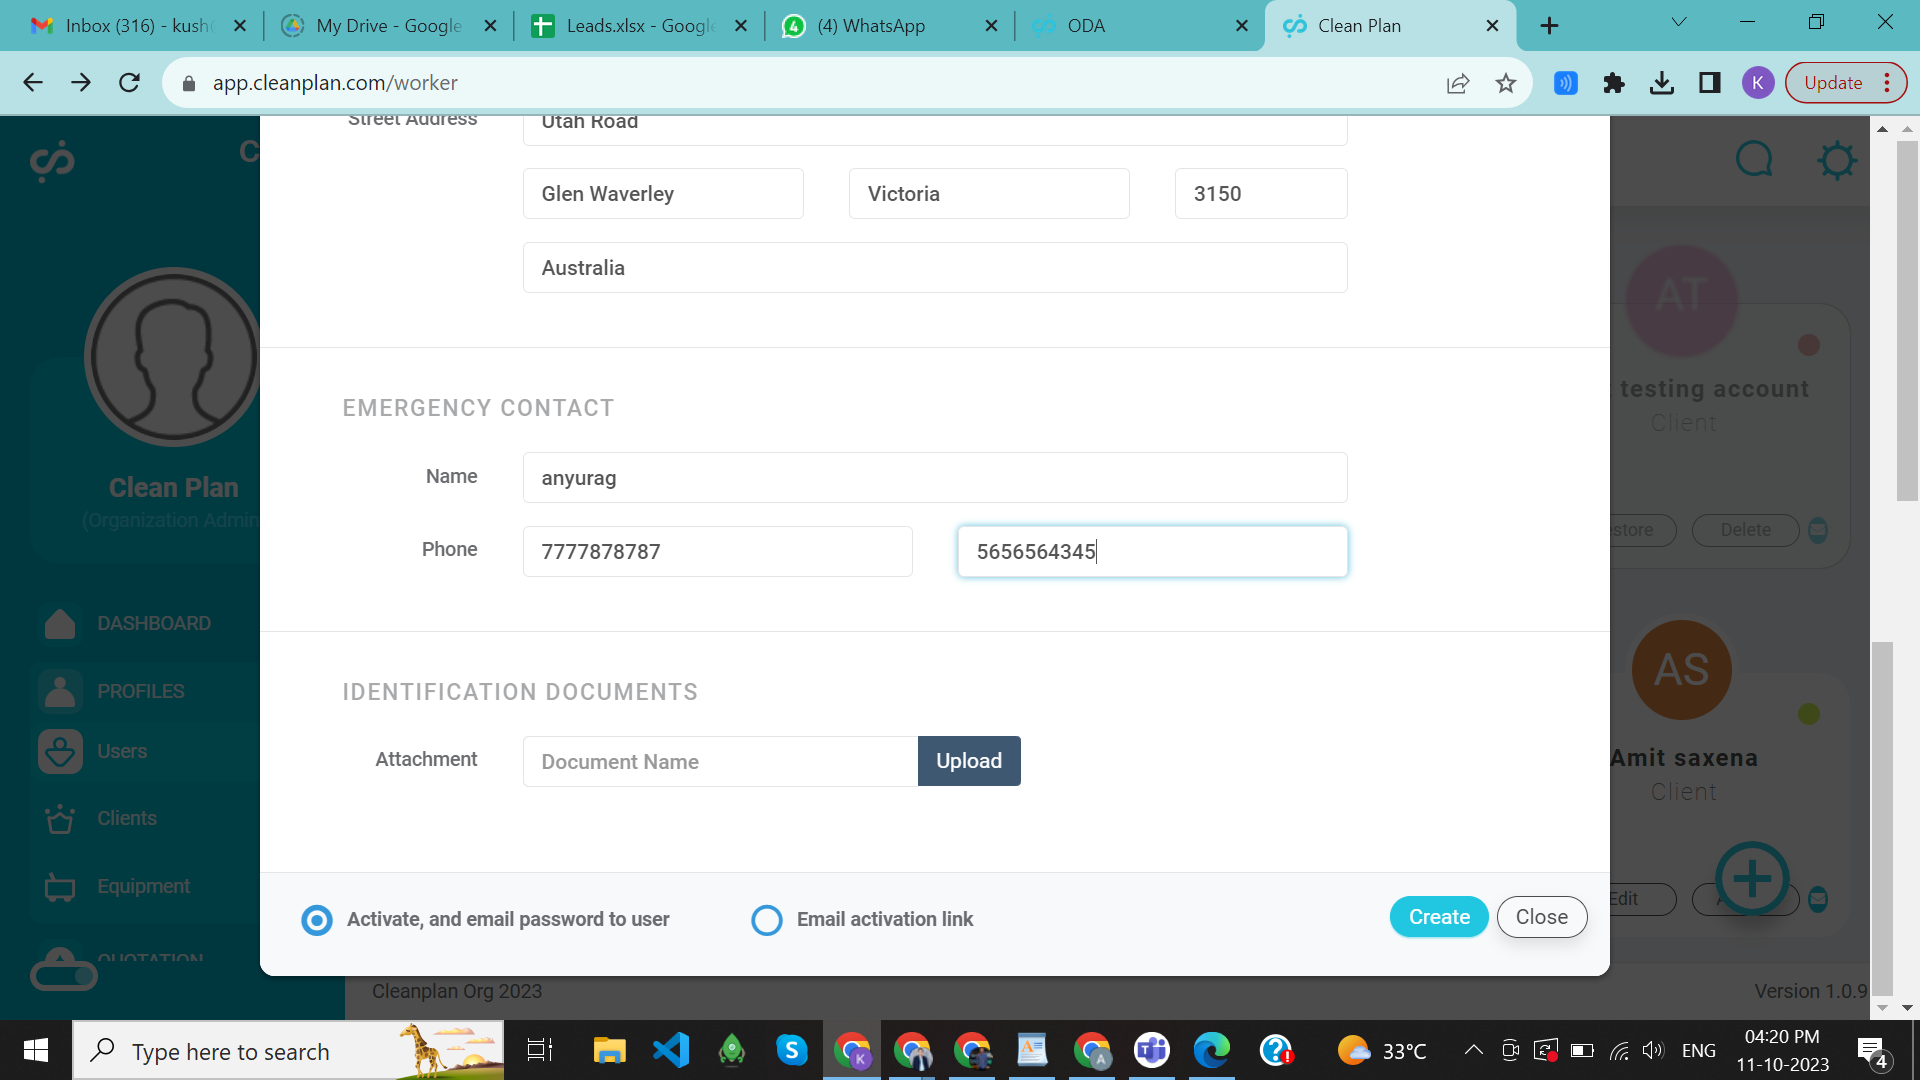 Inbox (316) - kush
My Drive - Google
Leads.xlsx - Google
(4) WhatsApp
ODA
Clean Plan
app.cleanplan.com/worker
K
Update
Street Address
Utah Road
Glen Waverley
Victoria
3150
Australia
AT
testing account
Client
EMERGENCY CONTACT
Name
anyurag
Clean Plan
(Organization Admin
Phone
7777878787
5656564345
estore
Delete
DASHBOARD
PROFILES
IDENTIFICATION DOCUMENTS
AS
Users
Attachment
Document Name
Upload
Amit saxena
Client
Clients
Equipment
Edit
Activate, and email password to user
Email activation link
Create
Close
QUOTATION
Cleanplan Org 2023
Version 1.0.9
Type here to search
33°C
ENG
04:20 PM
11-10-2023
4